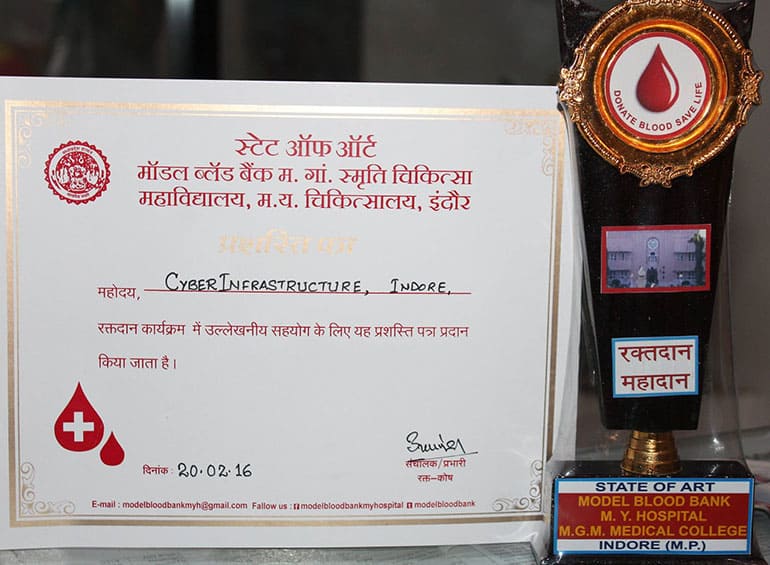 स्टेट ऑफ ऑर्ट
मॉडल ब्लॅड बैंक म. गां. स्मृति चिकित्सा
महाविद्यालय, म.य. चिकित्सालय, इंदौर
प्रशस्ति पत्र
महोदय, CYBERINFRASTRUCTURE, INDORE,
रक्तदान कार्यक्रम में उल्लेखनीय सहयोग के लिए यह प्रशस्ति पत्रा प्रदान
किया जाता है।
दिनांक : 20.02.16
संचालक/प्रभारी
रक्त-कोष
E-mail : modelbloodbankmyh@gmail.com Fallow us : modelbloodbankmyhospital modelbloodbank
DONATE BLOOD SAVE LIFE
रक्तदान
महादान
STATE OF ART
MODEL BLOOD BANK
M. Y. HOSPITAL
M.G.M. MEDICAL COLLEGE
INDORE (M.P.)